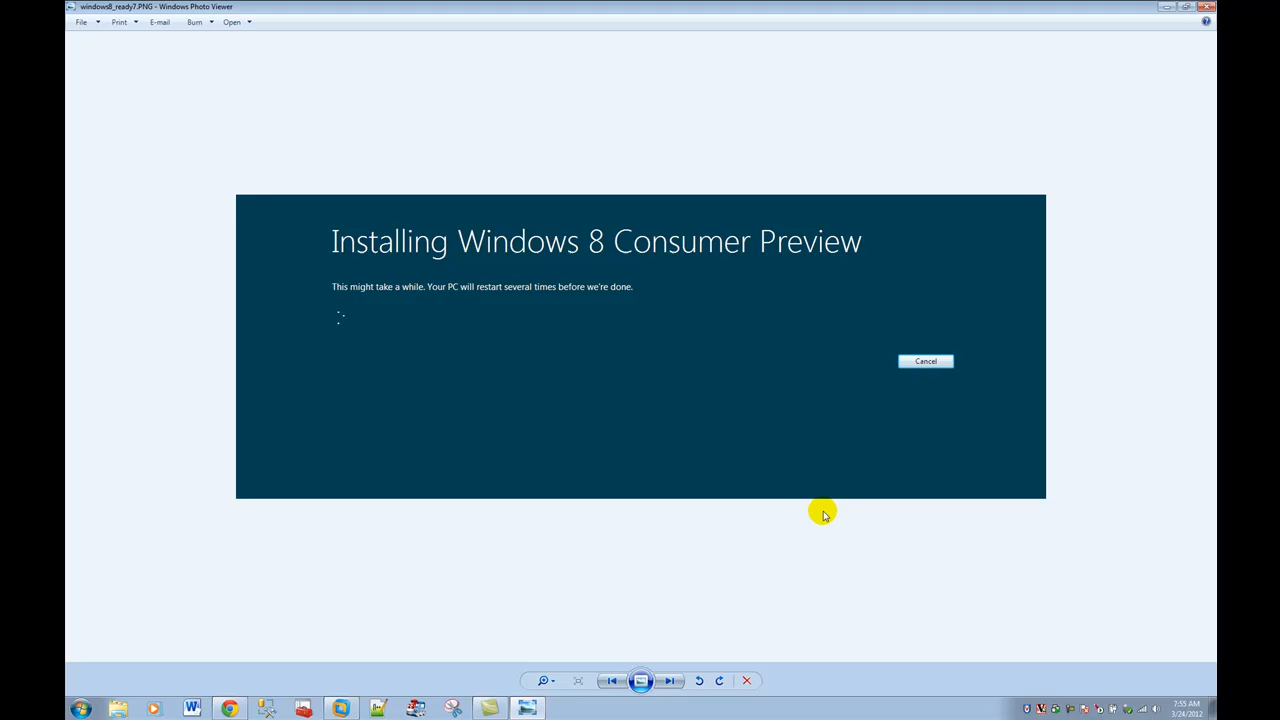 windows8_ready7.PNG - Windows Photo Viewer
File Print E-mail Burn Open
Installing Windows 8 Consumer Preview
This might take a while. Your PC will restart several times before we're done.
Cancel
7:55 AM
3/24/2012